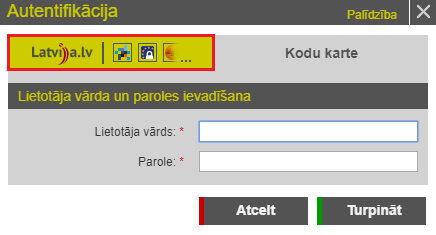 Autentifikācija
Palīdzība
Latvija.lv ...
Kodu karte
Lietotāja vārda un paroles ievadīšana
Lietotāja vārds: *
Parole: *
Atcelt
Turpināt